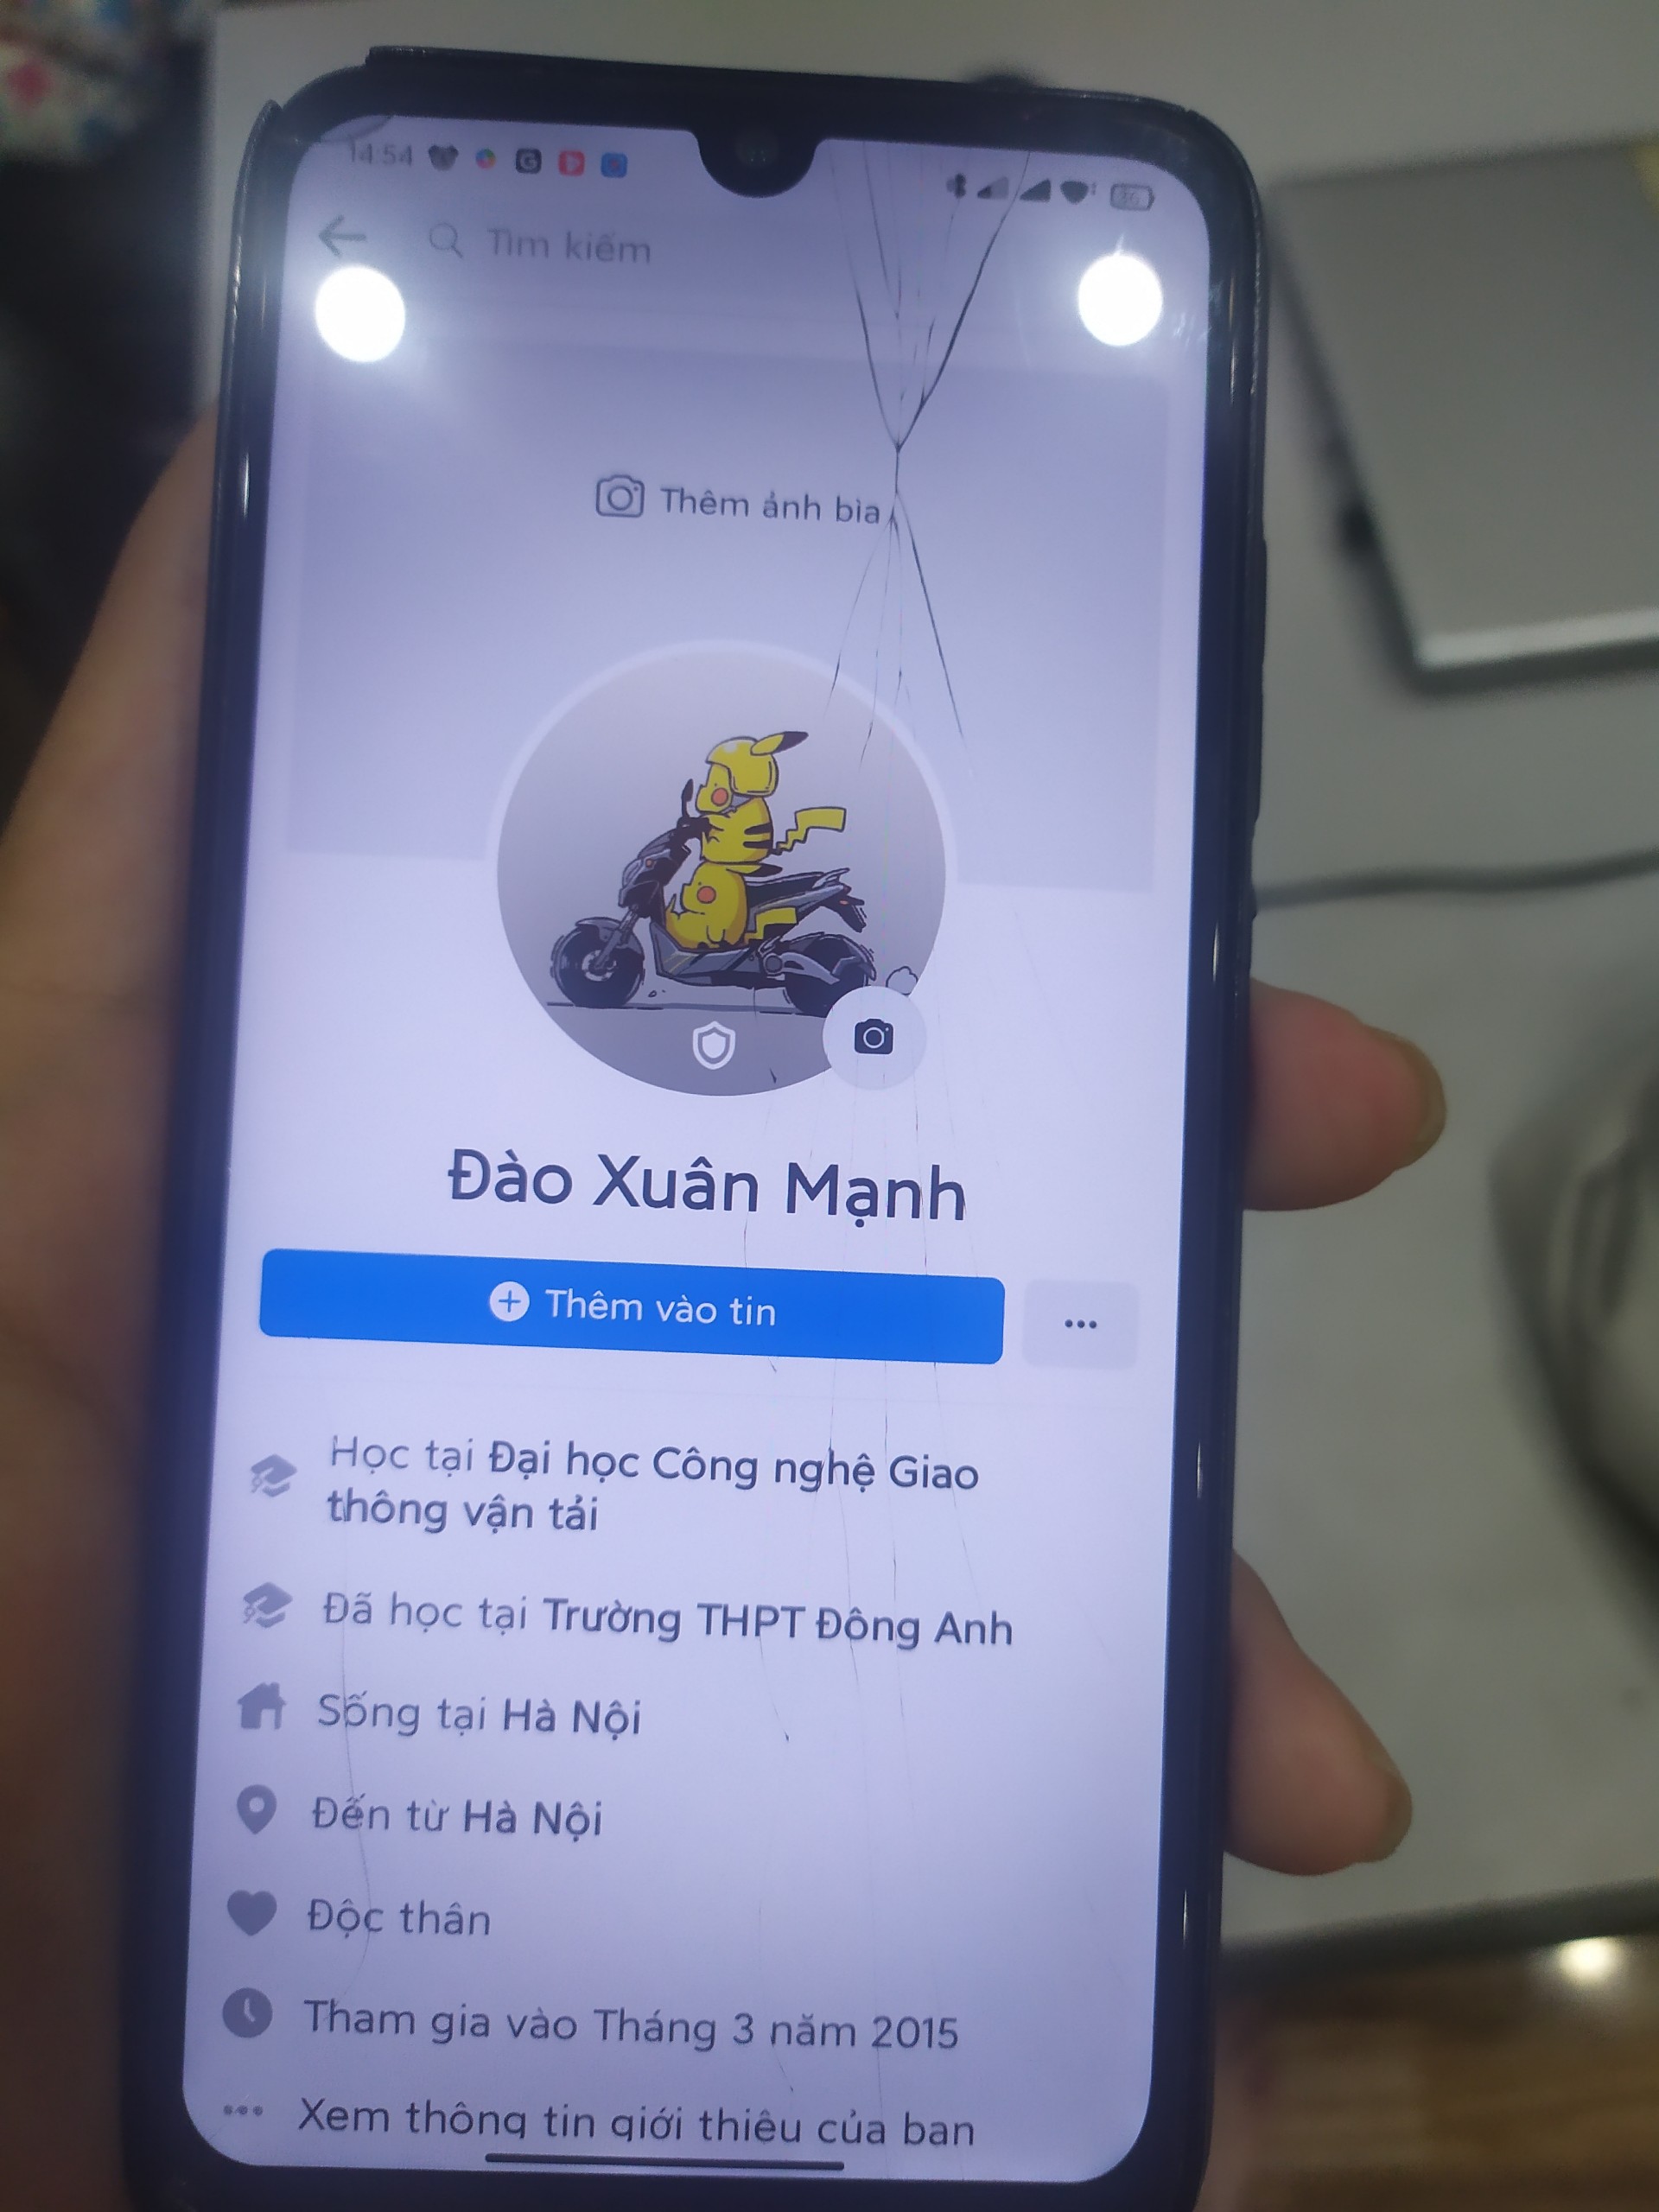 14:54
Tìm kiếm
Thêm ảnh bìa
Đào Xuân Mạnh
Thêm vào tin
Học tại Đại học Công nghệ Giao
thông vận tải
Đã học tại Trường THPT Đông Anh
Sống tại Hà Nội
Đến từ Hà Nội
Độc thân
Tham gia vào Tháng 3 năm 2015
Xem thông tin giới thiệu của bạn